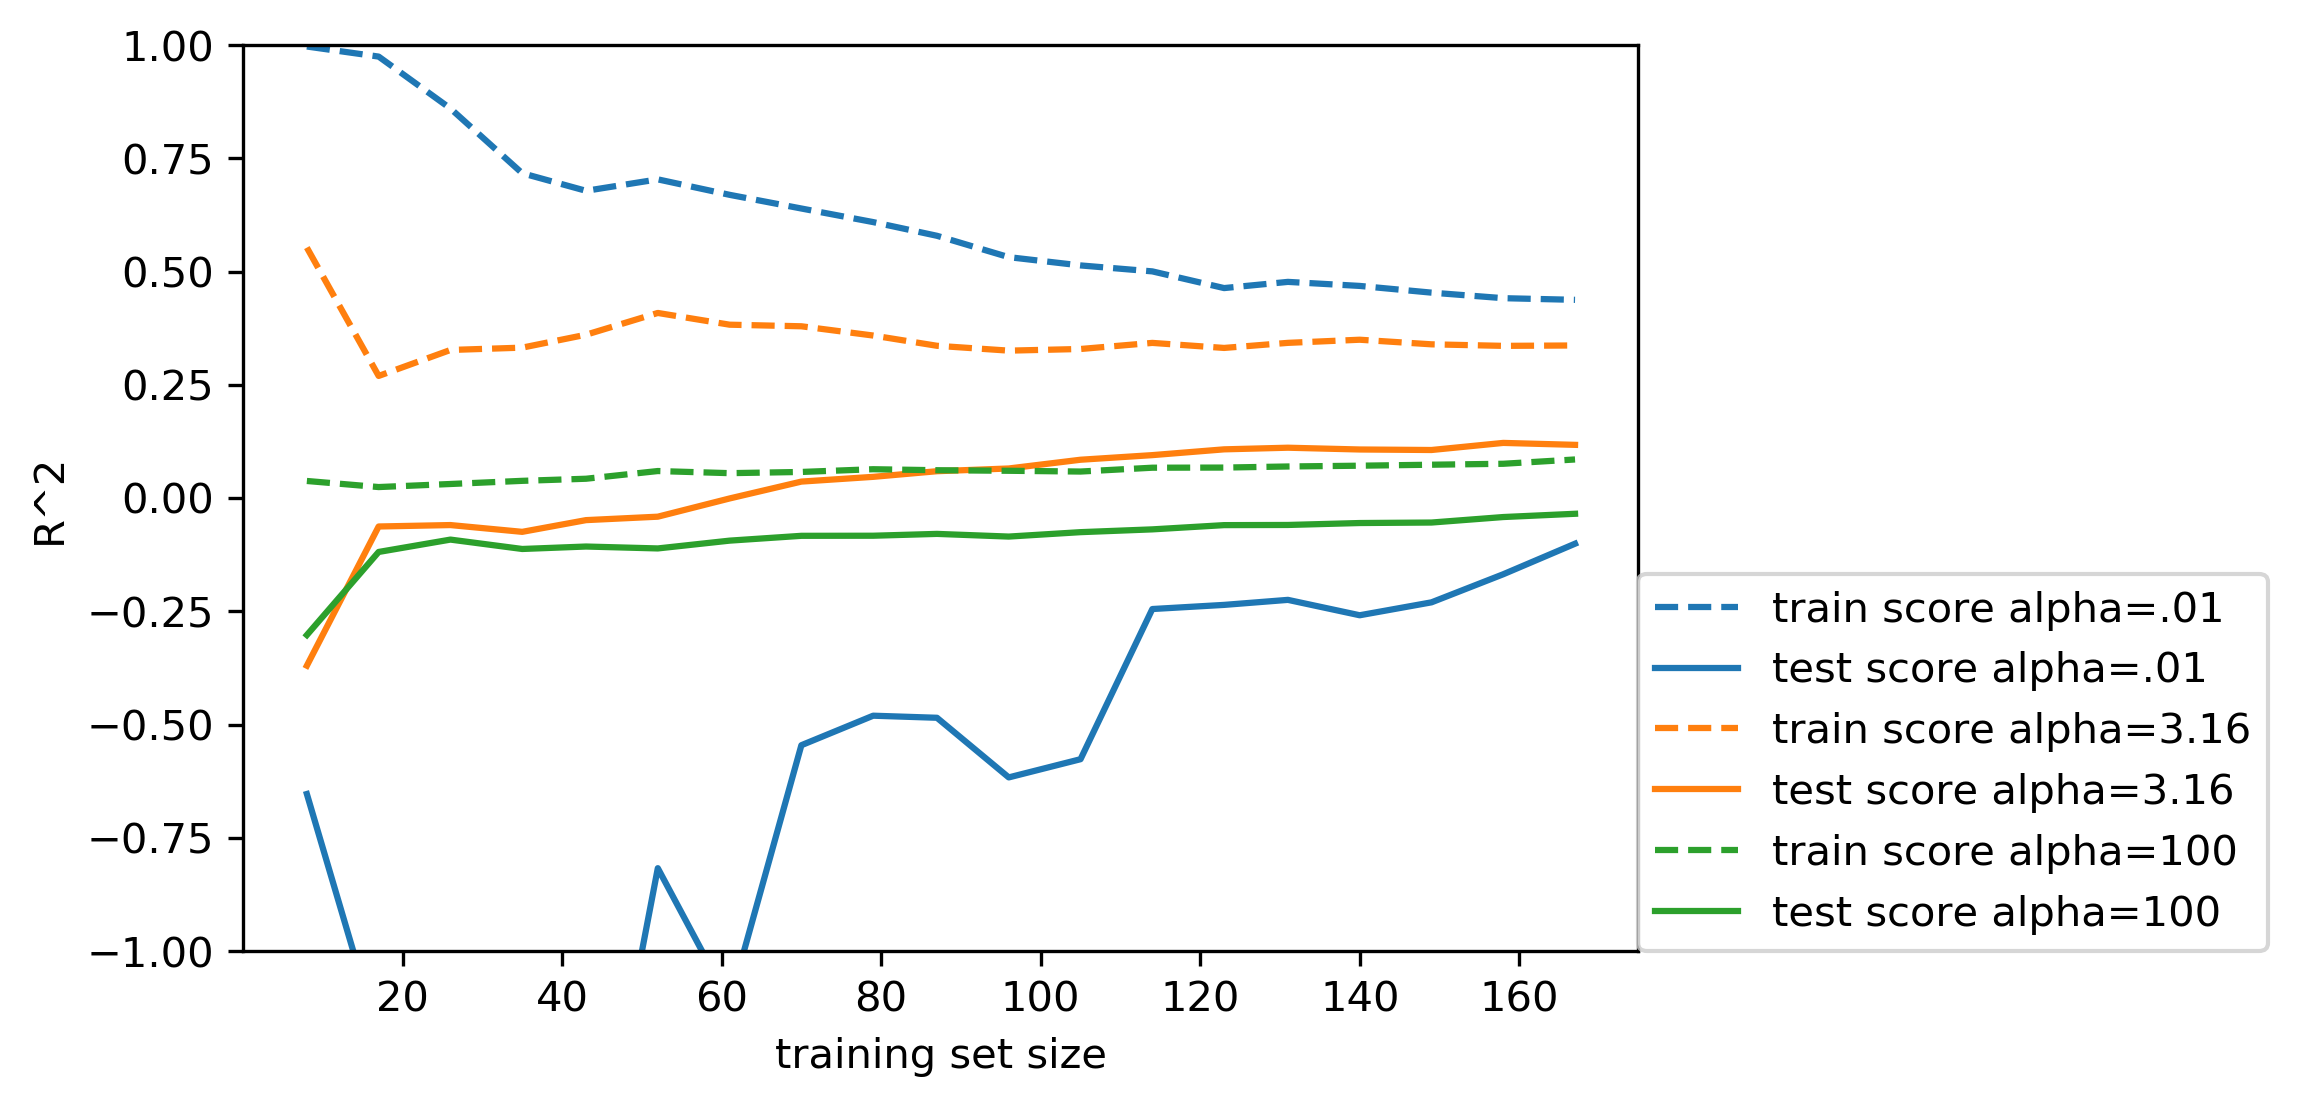 1.00
0.75
0.50
0.25
0.00
−0.25
−0.50
−0.75
−1.00
R^2
20 40 60 80 100 120 140 160
training set size
train score alpha=.01
test score alpha=.01
train score alpha=3.16
test score alpha=3.16
train score alpha=100
test score alpha=100